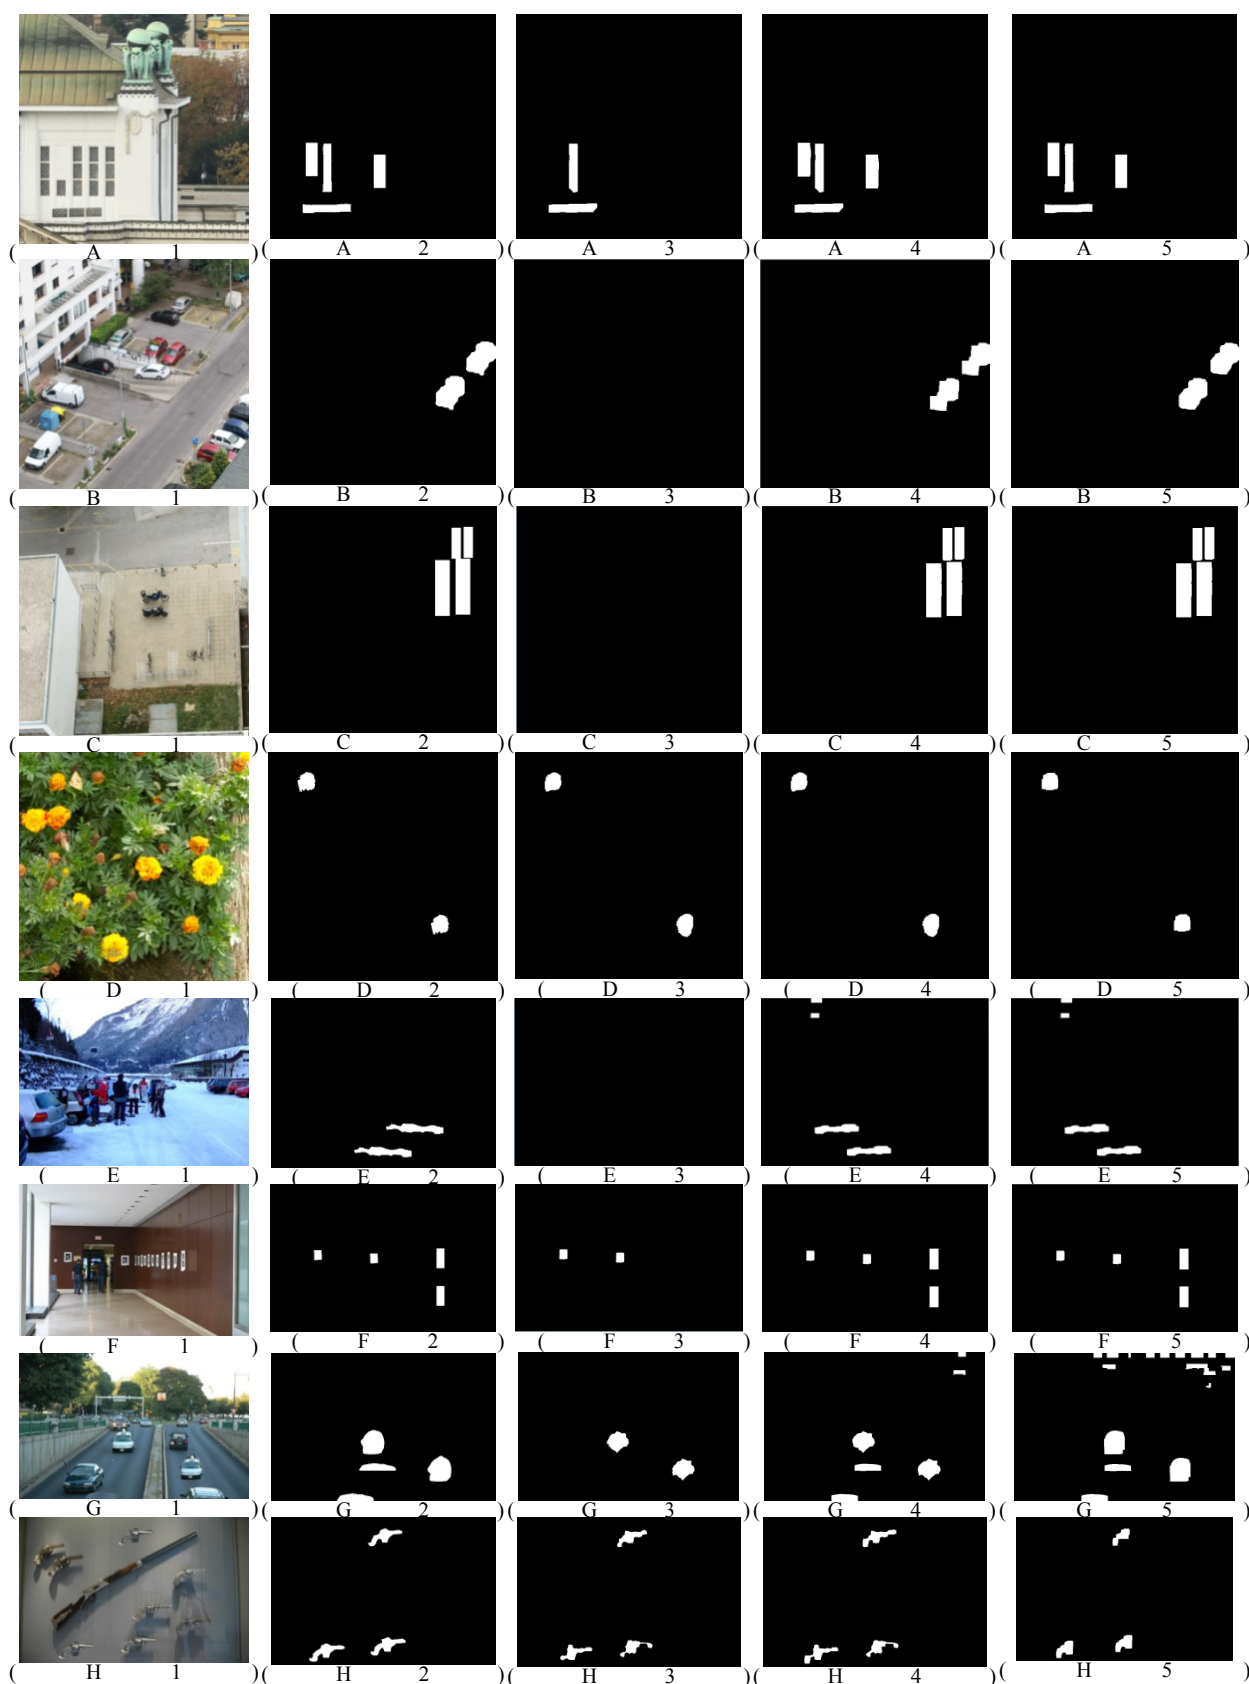 ( A 1 ) ( A 2 ) ( A 3 ) ( A 4 ) ( A 5 )
( B 1 ) ( B 2 ) ( B 3 ) ( B 4 ) ( B 5 )
( C 1 ) ( C 2 ) ( C 3 ) ( C 4 ) ( C 5 )
( D 1 ) ( D 2 ) ( D 3 ) ( D 4 ) ( D 5 )
( E 1 ) ( E 2 ) ( E 3 ) ( E 4 ) ( E 5 )
( F 1 ) ( F 2 ) ( F 3 ) ( F 4 ) ( F 5 )
( G 1 ) ( G 2 ) ( G 3 ) ( G 4 ) ( G 5 )
( H 1 ) ( H 2 ) ( H 3 ) ( H 4 ) ( H 5 )